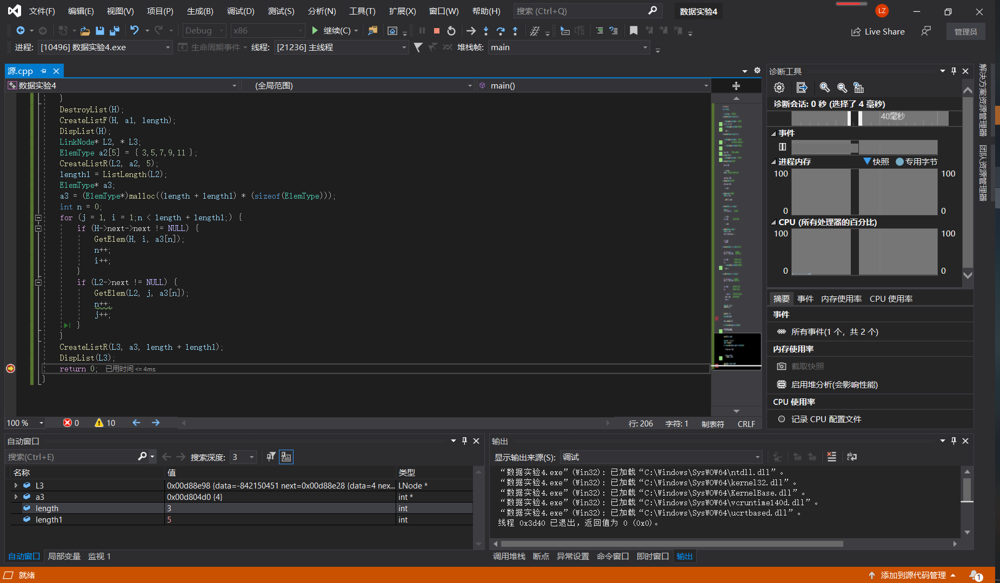 文件(F) 编辑(E) 视图(V) 项目(P) 生成(B) 调试(D) 测试(S) 分析(N) 工具(T) 扩展(X) 窗口(W) 帮助(H) 搜索 (Ctrl+Q) 数据实验4 LZ
Debug x86 继续(C) Live Share 管理员
进程: [10496] 数据实验4.exe 生命周期事件 线程: [21236] 主线程 堆栈帧: main
源.cpp
数据实验4 (全局范围) main()
}
DestroyList(H);
CreateListF(H, a1, length);
DispList(H);
LinkNode* L2, * L3;
ElemType a2[5] = { 3,5,7,9,11 };
CreateListR(L2, a2, 5);
length1 = ListLength(L2);
ElemType* a3;
a3 = (ElemType*)malloc((length + length1) * (sizeof(ElemType)));
int n = 0;
for (j = 1, i = 1;n < length + length1;) {
if (H->next->next != NULL) {
GetElem(H, i, a3[n]);
n++;
i++;
}
if (L2->next != NULL) {
GetElem(L2, j, a3[n]);
n++;
j++;
}
}
CreateListR(L3, a3, length + length1);
DispList(L3);
return 0; 已用时间 <= 4ms
}
100 % 0 10 行: 206 字符: 1 制表符 CRLF
诊断工具
诊断会话: 0 秒 (选择了 4 毫秒)
40毫秒
事件
进程内存 快照 专用字节
100 100
0 0
CPU (所有处理器的百分比)
100 100
0 0
摘要 事件 内存使用率 CPU 使用率
事件
所有事件(1 个，共 2 个)
内存使用率
截取快照
启用堆分析(会影响性能)
CPU 使用率
记录 CPU 配置文件
解决方案资源管理器
团队资源管理器
自动窗口
搜索(Ctrl+E) 搜索深度: 3
名称 值 类型
L3 0x00d88e98 {data=-842150451 next=0x00d88e28 {data=4 nex... LNode *
a3 0x00d804d0 {4} int *
length 3 int
length1 5 int
自动窗口 局部变量 监视 1
输出
显示输出来源(S): 调试
“数据实验4.exe”(Win32): 已加载“C:\Windows\SysWOW64\ntdll.dll”。
“数据实验4.exe”(Win32): 已加载“C:\Windows\SysWOW64\kernel32.dll”。
“数据实验4.exe”(Win32): 已加载“C:\Windows\SysWOW64\KernelBase.dll”。
“数据实验4.exe”(Win32): 已加载“C:\Windows\SysWOW64\vcruntime140d.dll”。
“数据实验4.exe”(Win32): 已加载“C:\Windows\SysWOW64\ucrtbased.dll”。
线程 0x3d40 已退出，返回值为 0 (0x0)。
调用堆栈 断点 异常设置 命令窗口 即时窗口 输出
就绪 添加到源代码管理 1